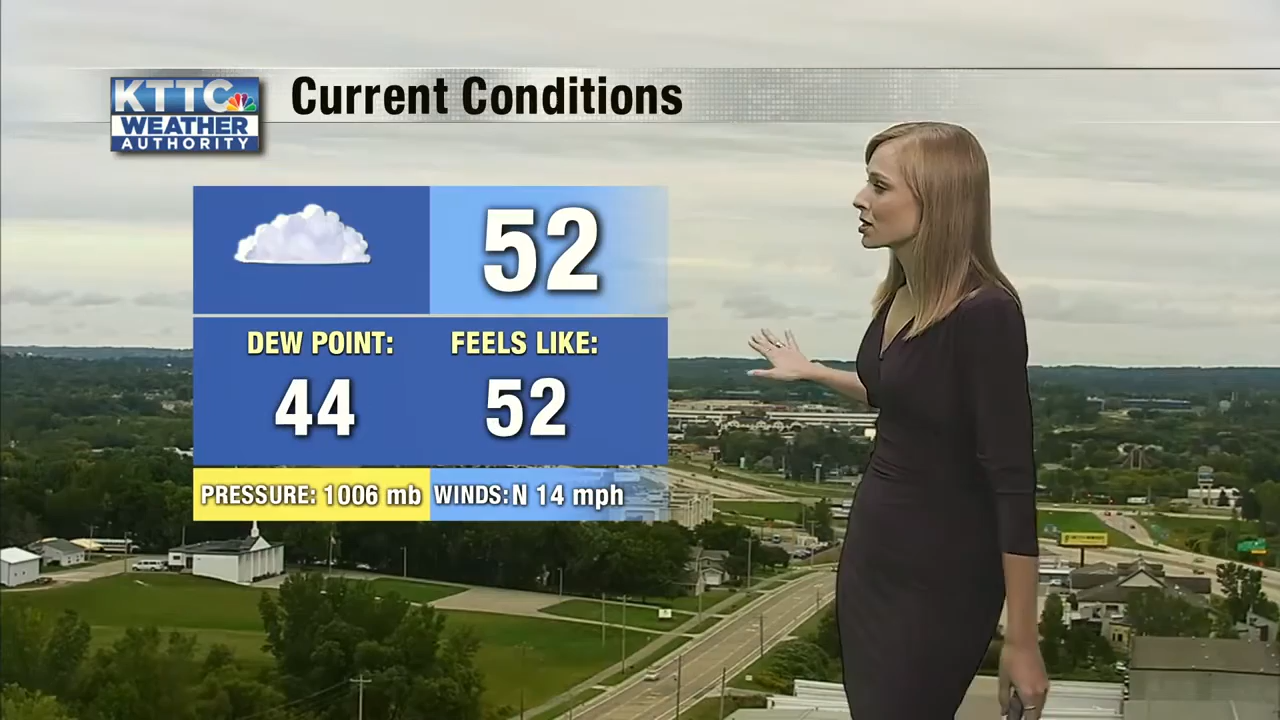 KTTC
WEATHER
AUTHORITY
Current Conditions
52
DEW POINT: FEELS LIKE:
44 52
PRESSURE: 1006 mb WINDS: N 14 mph